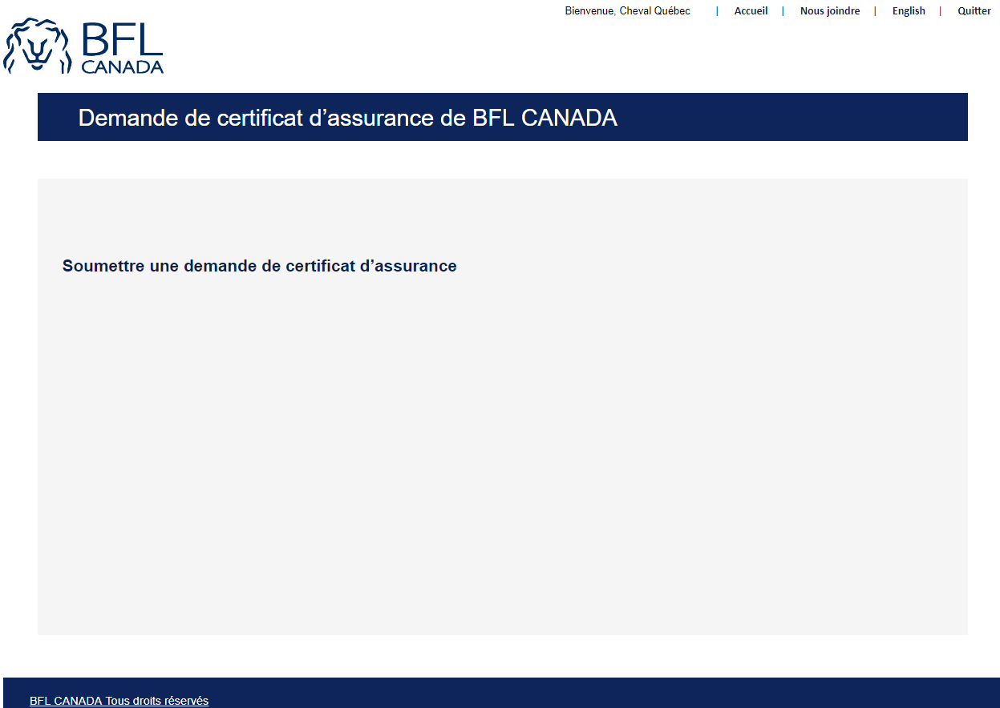 Bienvenue, Cheval Québec | Accueil | Nous joindre | English | Quitter
BFL
CANADA
Demande de certificat d’assurance de BFL CANADA
Soumettre une demande de certificat d’assurance
BFL CANADA Tous droits réservés